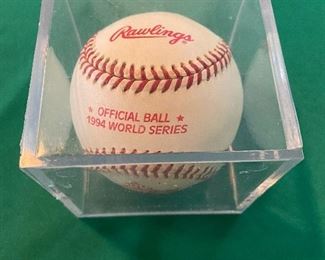 Rawlings
★ OFFICIAL BALL ★
1994 WORLD SERIES